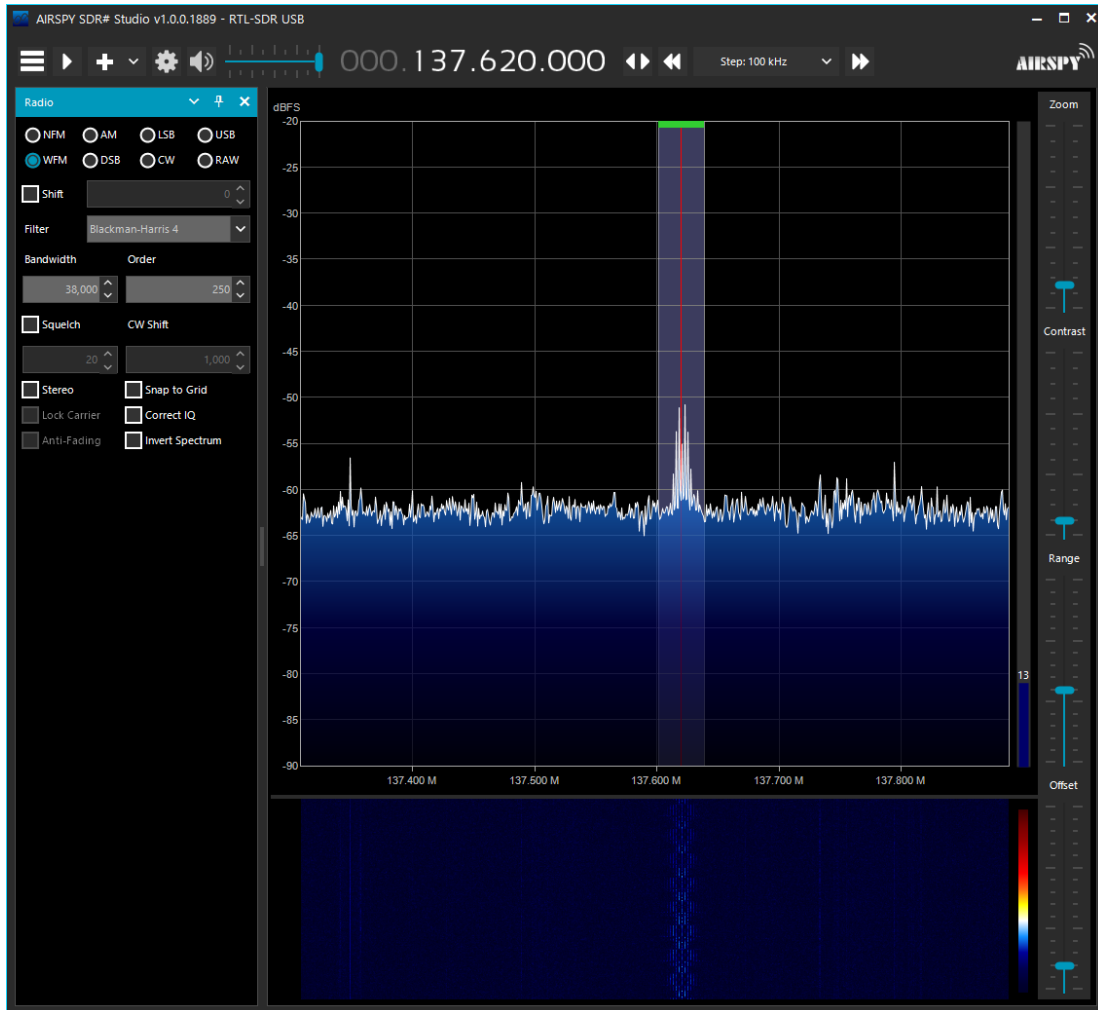 AIRSPY SDR# Studio v1.0.0.1889 - RTL-SDR USB
000.137.620.000
Step: 100 kHz
AIRSPY
Radio
NFM AM LSB USB
WFM DSB CW RAW
Shift 0
Filter Blackman-Harris 4
Bandwidth Order
38,000 250
Squelch CW Shift
20 1,000
Stereo Snap to Grid
Lock Carrier Correct IQ
Anti-Fading Invert Spectrum
dBFS
-20
-25
-30
-35
-40
-45
-50
-55
-60
-65
-70
-75
-80
-85
-90
137.400 M 137.500 M 137.600 M 137.700 M 137.800 M
13
Zoom
Contrast
Range
Offset